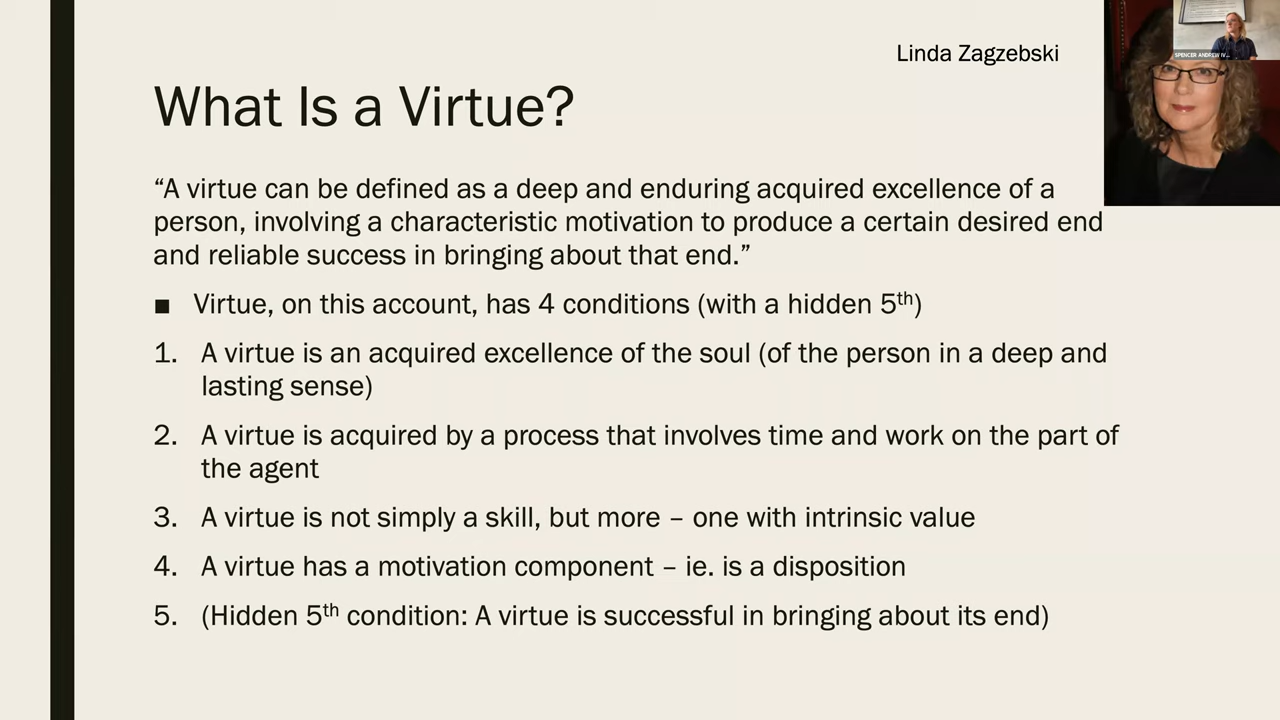 Linda Zagzebski
SPENCER ANDREW IV...
What Is a Virtue?
“A virtue can be defined as a deep and enduring acquired excellence of a
person, involving a characteristic motivation to produce a certain desired end
and reliable success in bringing about that end.”
■ Virtue, on this account, has 4 conditions (with a hidden 5th)
1. A virtue is an acquired excellence of the soul (of the person in a deep and
lasting sense)
2. A virtue is acquired by a process that involves time and work on the part of
the agent
3. A virtue is not simply a skill, but more – one with intrinsic value
4. A virtue has a motivation component – ie. is a disposition
5. (Hidden 5th condition: A virtue is successful in bringing about its end)